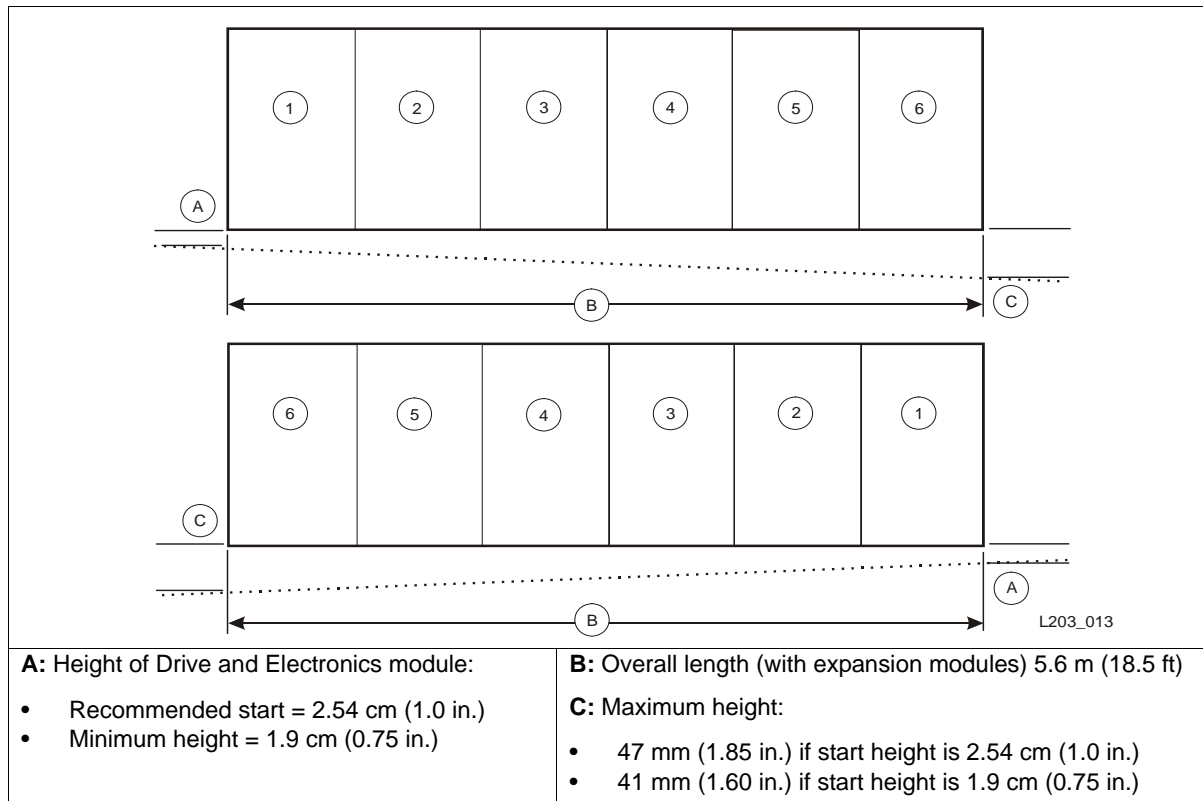 1 2 3 4 5 6
A
B
C
6 5 4 3 2 1
C
A
B
L203_013
A: Height of Drive and Electronics module:
• Recommended start = 2.54 cm (1.0 in.)
• Minimum height = 1.9 cm (0.75 in.)
B: Overall length (with expansion modules) 5.6 m (18.5 ft)
C: Maximum height:
• 47 mm (1.85 in.) if start height is 2.54 cm (1.0 in.)
• 41 mm (1.60 in.) if start height is 1.9 cm (0.75 in.)